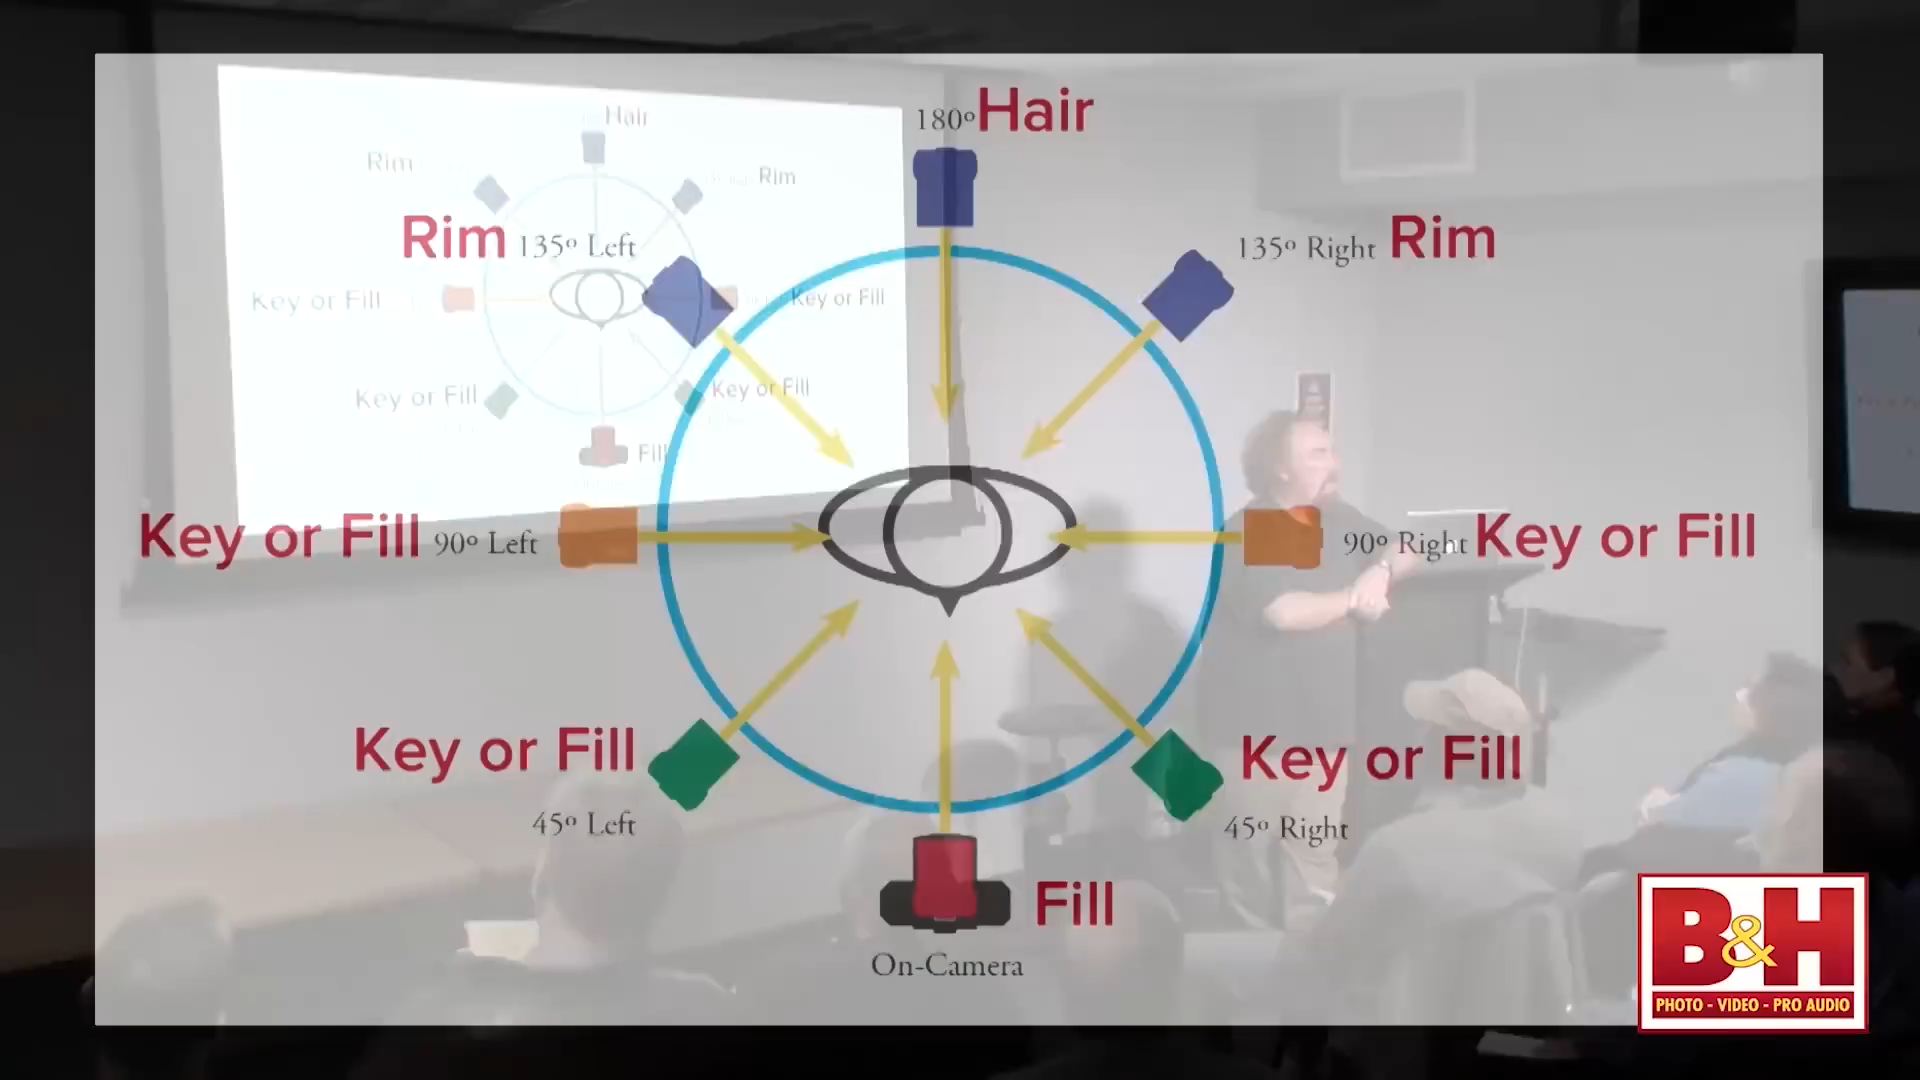 180º Hair
Rim 135º Left
135º Right Rim
Key or Fill 90º Left
90º Right Key or Fill
Key or Fill
45º Left
Key or Fill
45º Right
Fill
On-Camera
Hair
Rim
Rim
Key or Fill
Key or Fill
Key or Fill
Key or Fill
Fill
B&H
PHOTO - VIDEO - PRO AUDIO